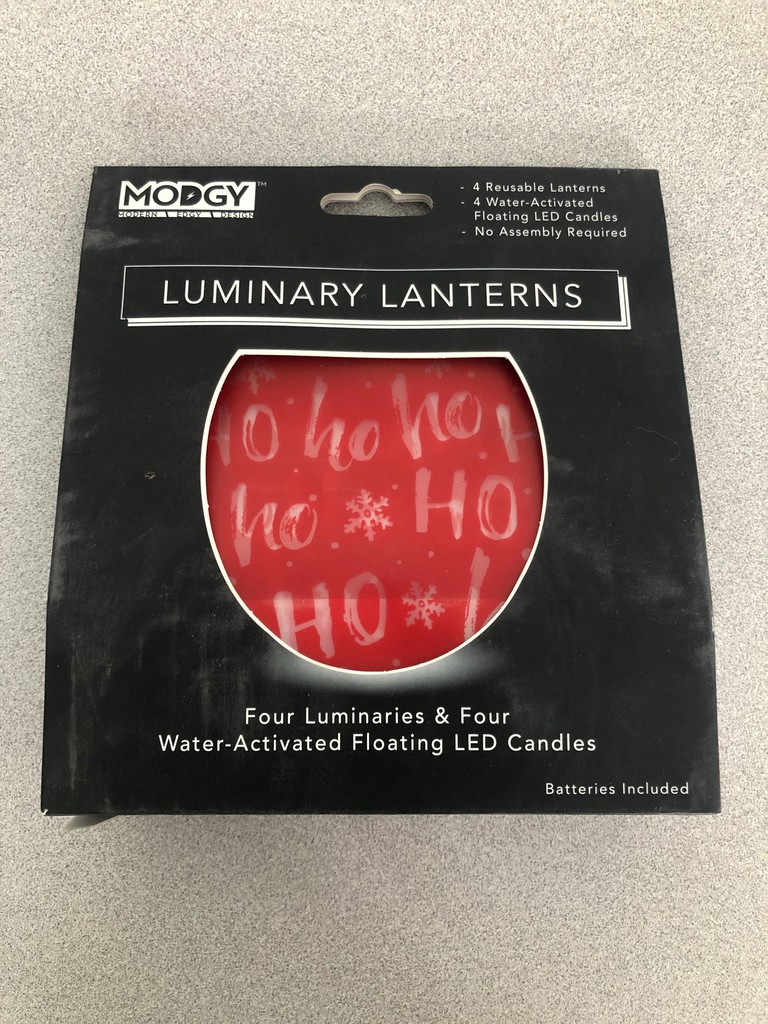 MODGY™
MODERN \ EDGY \ DESIGN
- 4 Reusable Lanterns
- 4 Water-Activated
Floating LED Candles
- No Assembly Required
LUMINARY LANTERNS
HO ho ho H
ho HO
HO
Four Luminaries & Four
Water-Activated Floating LED Candles
Batteries Included